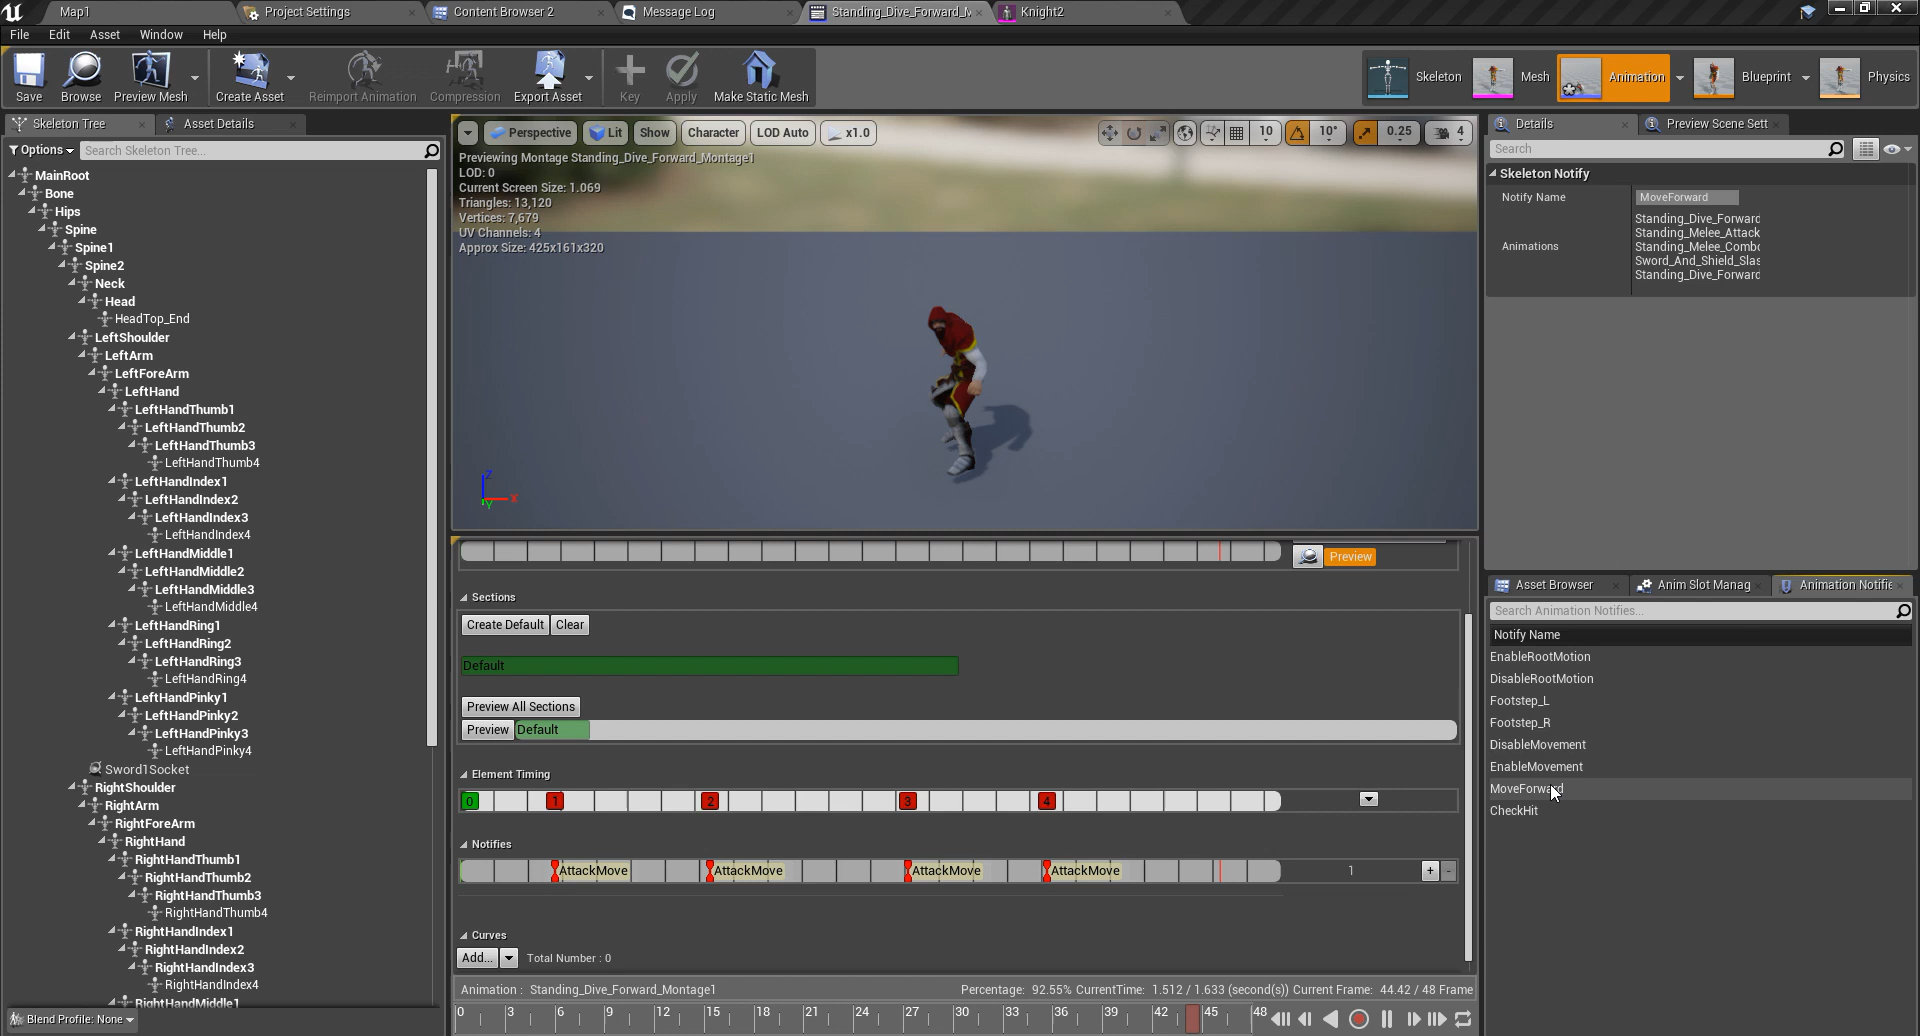 Map1
Project Settings
Content Browser 2
Message Log
Standing_Dive_Forward_M
Knight2
File Edit Asset Window Help
Save
Browse
Preview Mesh
Create Asset
Reimport Animation
Compression
Export Asset
Key
Apply
Make Static Mesh
Skeleton
Mesh
Animation
Blueprint
Physics
Skeleton Tree
Asset Details
Options
Search Skeleton Tree...
MainRoot
Bone
Hips
Spine
Spine1
Spine2
Neck
Head
HeadTop_End
LeftShoulder
LeftArm
LeftForeArm
LeftHand
LeftHandThumb1
LeftHandThumb2
LeftHandThumb3
LeftHandThumb4
LeftHandIndex1
LeftHandIndex2
LeftHandIndex3
LeftHandIndex4
LeftHandMiddle1
LeftHandMiddle2
LeftHandMiddle3
LeftHandMiddle4
LeftHandRing1
LeftHandRing2
LeftHandRing3
LeftHandRing4
LeftHandPinky1
LeftHandPinky2
LeftHandPinky3
LeftHandPinky4
Sword1Socket
RightShoulder
RightArm
RightForeArm
RightHand
RightHandThumb1
RightHandThumb2
RightHandThumb3
RightHandThumb4
RightHandIndex1
RightHandIndex2
RightHandIndex3
RightHandIndex4
RightHandMiddle1
Blend Profile: None
Perspective
Lit
Show
Character
LOD Auto
x1.0
10
10°
0.25
4
Previewing Montage Standing_Dive_Forward_Montage1
LOD: 0
Current Screen Size: 1.069
Triangles: 13,120
Vertices: 7,679
UV Channels: 4
Approx Size: 425x161x320
Z
X
Y
Preview
Sections
Create Default
Clear
Default
Preview All Sections
Preview
Default
Element Timing
0 1 2 3 4
Notifies
AttackMove AttackMove AttackMove AttackMove 1 + -
Curves
Add...
Total Number : 0
Animation : Standing_Dive_Forward_Montage1
Percentage: 92.55% CurrentTime: 1.512 / 1.633 (second(s)) Current Frame: 44.42 / 48 Frame
0 3 6 9 12 15 18 21 24 27 30 33 36 39 42 45 48
Details
Preview Scene Sett
Search
Skeleton Notify
Notify Name
MoveForward
Animations
Standing_Dive_Forward
Standing_Melee_Attack
Standing_Melee_Combo
Sword_And_Shield_Slas
Standing_Dive_Forward
Asset Browser
Anim Slot Manag
Animation Notifie
Search Animation Notifies...
Notify Name
EnableRootMotion
DisableRootMotion
Footstep_L
Footstep_R
DisableMovement
EnableMovement
MoveForward
CheckHit